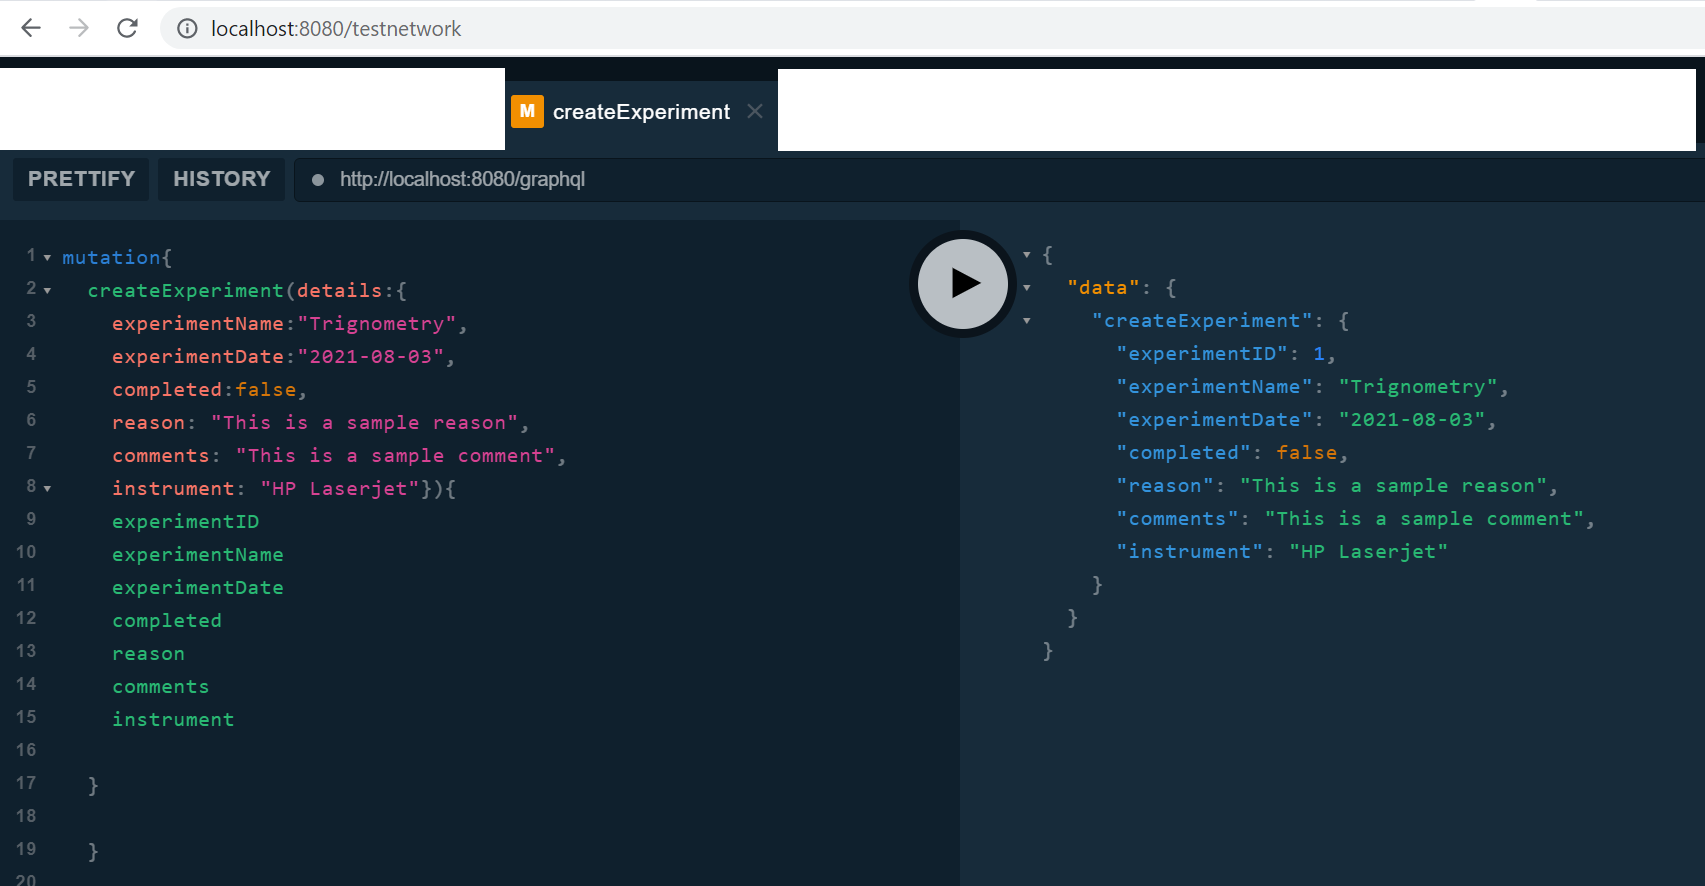 localhost:8080/testnetwork
M createExperiment ×
PRETTIFY HISTORY http://localhost:8080/graphql
1 mutation{
2 createExperiment(details:{
3 experimentName:"Trignometry",
4 experimentDate:"2021-08-03",
5 completed:false,
6 reason: "This is a sample reason",
7 comments: "This is a sample comment",
8 instrument: "HP Laserjet"}){
9 experimentID
10 experimentName
11 experimentDate
12 completed
13 reason
14 comments
15 instrument
16
17 }
18
19 }
20
{
"data": {
"createExperiment": {
"experimentID": 1,
"experimentName": "Trignometry",
"experimentDate": "2021-08-03",
"completed": false,
"reason": "This is a sample reason",
"comments": "This is a sample comment",
"instrument": "HP Laserjet"
}
}
}